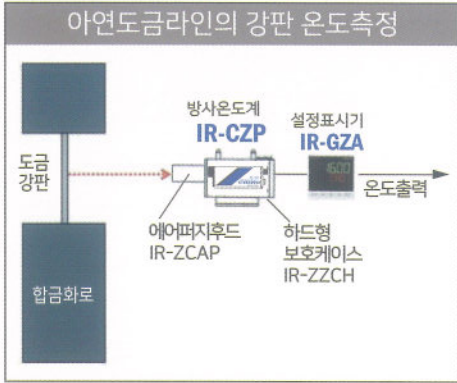 아연도금라인의 강판 온도측정
방사온도계
IR-CZP
설정표시기
IR-GZA
1600
도금
강판
온도출력
에어퍼지후드
IR-ZCAP
하드형
보호케이스
IR-ZZCH
합금화로